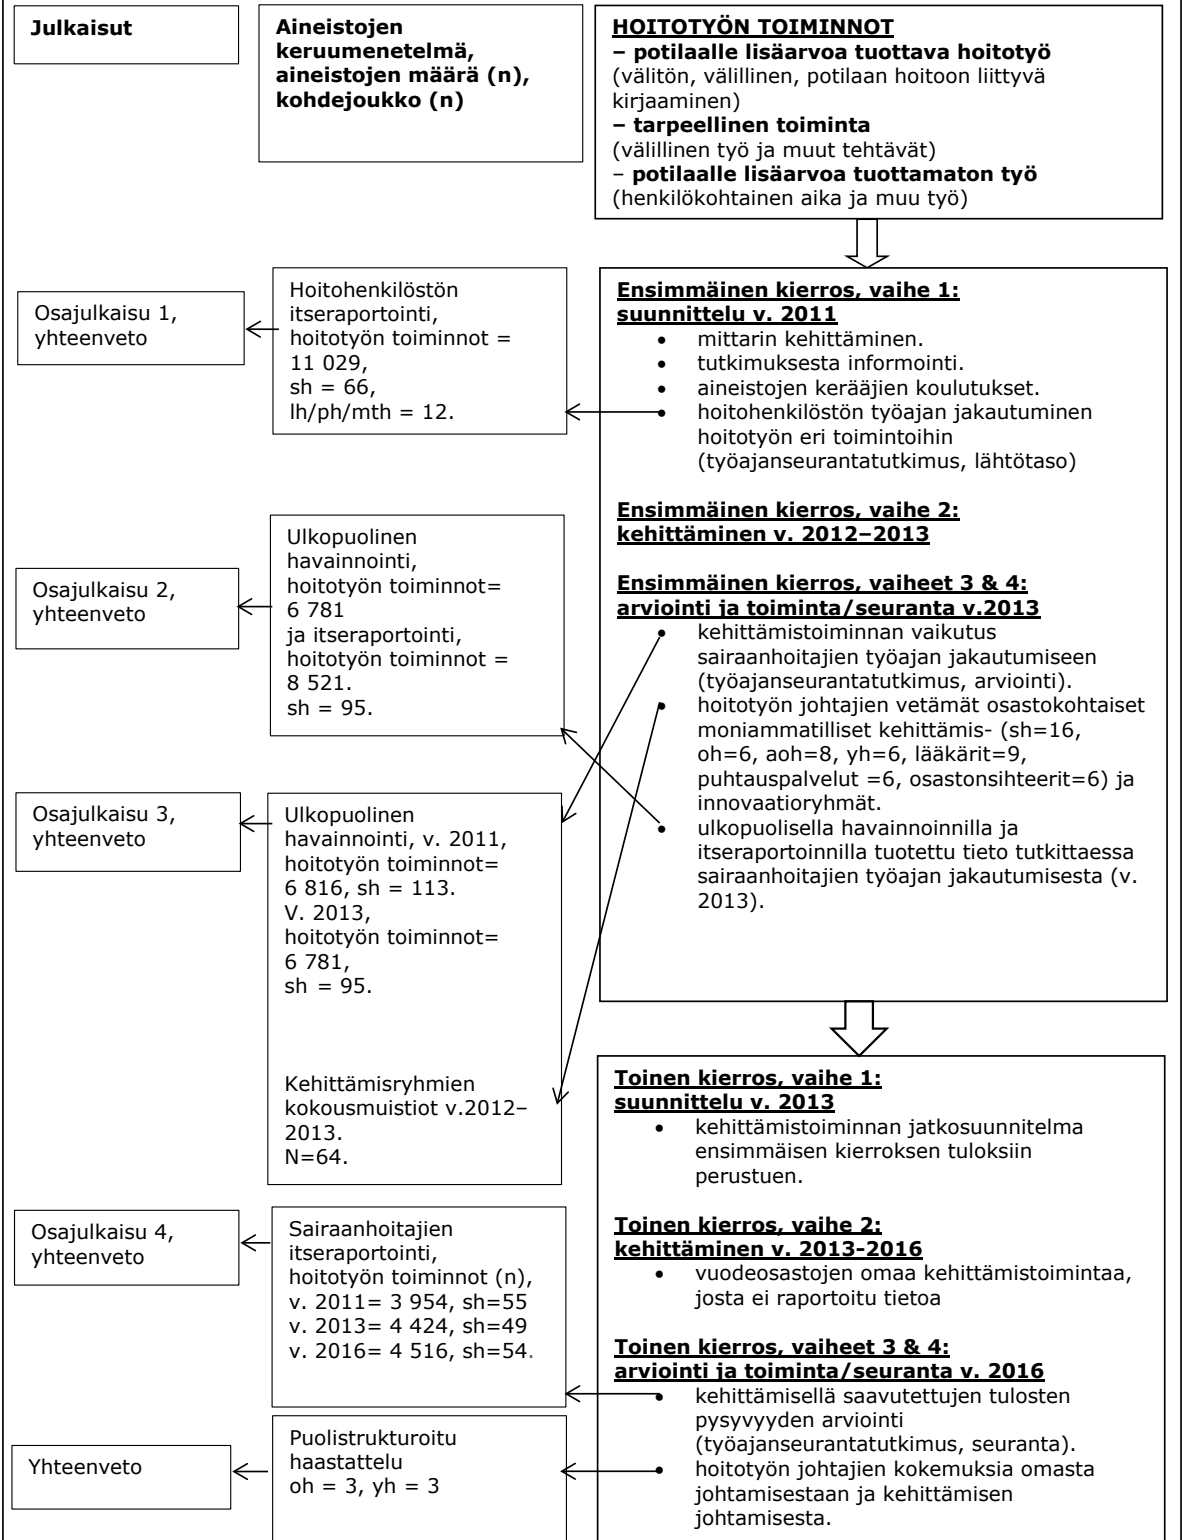 Julkaisut
Aineistojen
keruumenetelmä,
aineistojen määrä (n),
kohdejoukko (n)
HOITOTYÖN TOIMINNOT
– potilaalle lisäarvoa tuottava hoitotyö
(välitön, välillinen, potilaan hoitoon liittyvä
kirjaaminen)
– tarpeellinen toiminta
(välillinen työ ja muut tehtävät)
– potilaalle lisäarvoa tuottamaton työ
(henkilökohtainen aika ja muu työ)
Osajulkaisu 1,
yhteenveto
Hoitohenkilöstön
itseraportointi,
hoitotyön toiminnot =
11 029,
sh = 66,
lh/ph/mth = 12.
Ensimmäinen kierros, vaihe 1:
suunnittelu v. 2011
• mittarin kehittäminen.
• tutkimuksesta informointi.
• aineistojen kerääjien koulutukset.
• hoitohenkilöstön työajan jakautuminen
hoitotyön eri toimintoihin
(työajanseurantatutkimus, lähtötaso)
Ensimmäinen kierros, vaihe 2:
kehittäminen v. 2012–2013
Ensimmäinen kierros, vaiheet 3 & 4:
arviointi ja toiminta/seuranta v.2013
• kehittämistoiminnan vaikutus
sairaanhoitajien työajan jakautumiseen
(työajanseurantatutkimus, arviointi).
• hoitotyön johtajien vetämät osastokohtaiset
moniammatilliset kehittämis- (sh=16,
oh=6, aoh=8, yh=6, lääkärit=9,
puhtauspalvelut =6, osastonsihteerit=6) ja
innovaatioryhmät.
• ulkopuolisella havainnoinnilla ja
itseraportoinnilla tuotettu tieto tutkittaessa
sairaanhoitajien työajan jakautumisesta (v.
2013).
Osajulkaisu 2,
yhteenveto
Ulkopuolinen
havainnointi,
hoitotyön toiminnot=
6 781
ja itseraportointi,
hoitotyön toiminnot =
8 521.
sh = 95.
Osajulkaisu 3,
yhteenveto
Ulkopuolinen
havainnointi, v. 2011,
hoitotyön toiminnot=
6 816, sh = 113.
V. 2013,
hoitotyön toiminnot=
6 781,
sh = 95.
Kehittämisryhmien
kokousmuistiot v.2012–
2013.
N=64.
Toinen kierros, vaihe 1:
suunnittelu v. 2013
• kehittämistoiminnan jatkosuunnitelma
ensimmäisen kierroksen tuloksiin
perustuen.
Toinen kierros, vaihe 2:
kehittäminen v. 2013-2016
• vuodeosastojen omaa kehittämistoimintaa,
josta ei raportoitu tietoa
Toinen kierros, vaiheet 3 & 4:
arviointi ja toiminta/seuranta v. 2016
• kehittämisellä saavutettujen tulosten
pysyvyyden arviointi
(työajanseurantatutkimus, seuranta).
• hoitotyön johtajien kokemuksia omasta
johtamisestaan ja kehittämisen
johtamisesta.
Osajulkaisu 4,
yhteenveto
Sairaanhoitajien
itseraportointi,
hoitotyön toiminnot (n),
v. 2011= 3 954, sh=55
v. 2013= 4 424, sh=49
v. 2016= 4 516, sh=54.
Yhteenveto
Puolistrukturoitu
haastattelu
oh = 3, yh = 3